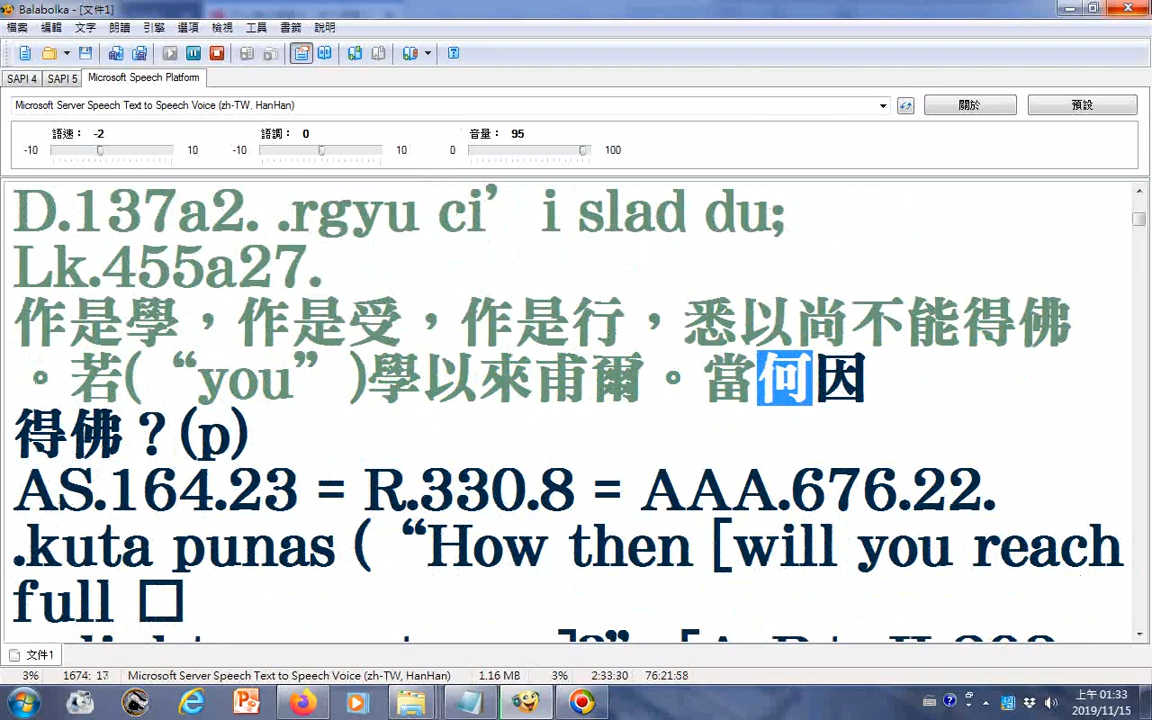 Balabolka - [文件1]
檔案 編輯 文字 朗讀 引擎 選項 檢視 工具 書籤 說明
SAPI 4 SAPI 5 Microsoft Speech Platform
Microsoft Server Speech Text to Speech Voice (zh-TW, HanHan) 關於 預設
語速： -2 語調： 0 音量： 95
-10 10 -10 10 0 100
D.137a2. .rgyu ci’ i slad du;
Lk.455a27.
作是學，作是受，作是行，悉以尚不能得佛
。若(“you”)學以來甫爾。當何因
得佛？(p)
AS.164.23 = R.330.8 = AAA.676.22.
.kuta punas (“How then [will you reach
full □
文件1
3% 1674: 13 Microsoft Server Speech Text to Speech Voice (zh-TW, HanHan) 1.16 MB 3% 2:33:30 76:21:58
上午 01:33
2019/11/15